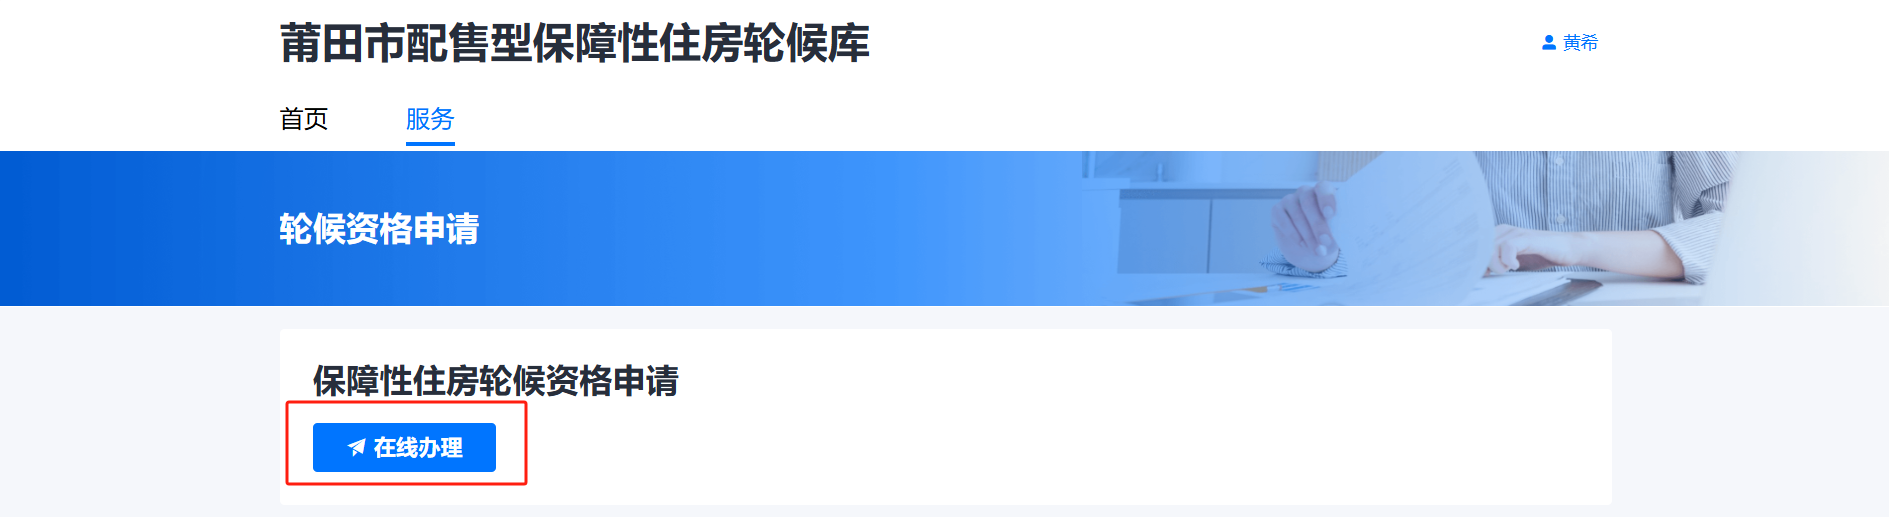 莆田市配售型保障性住房轮候库
黄希
首页 服务
轮候资格申请
保障性住房轮候资格申请
在线办理